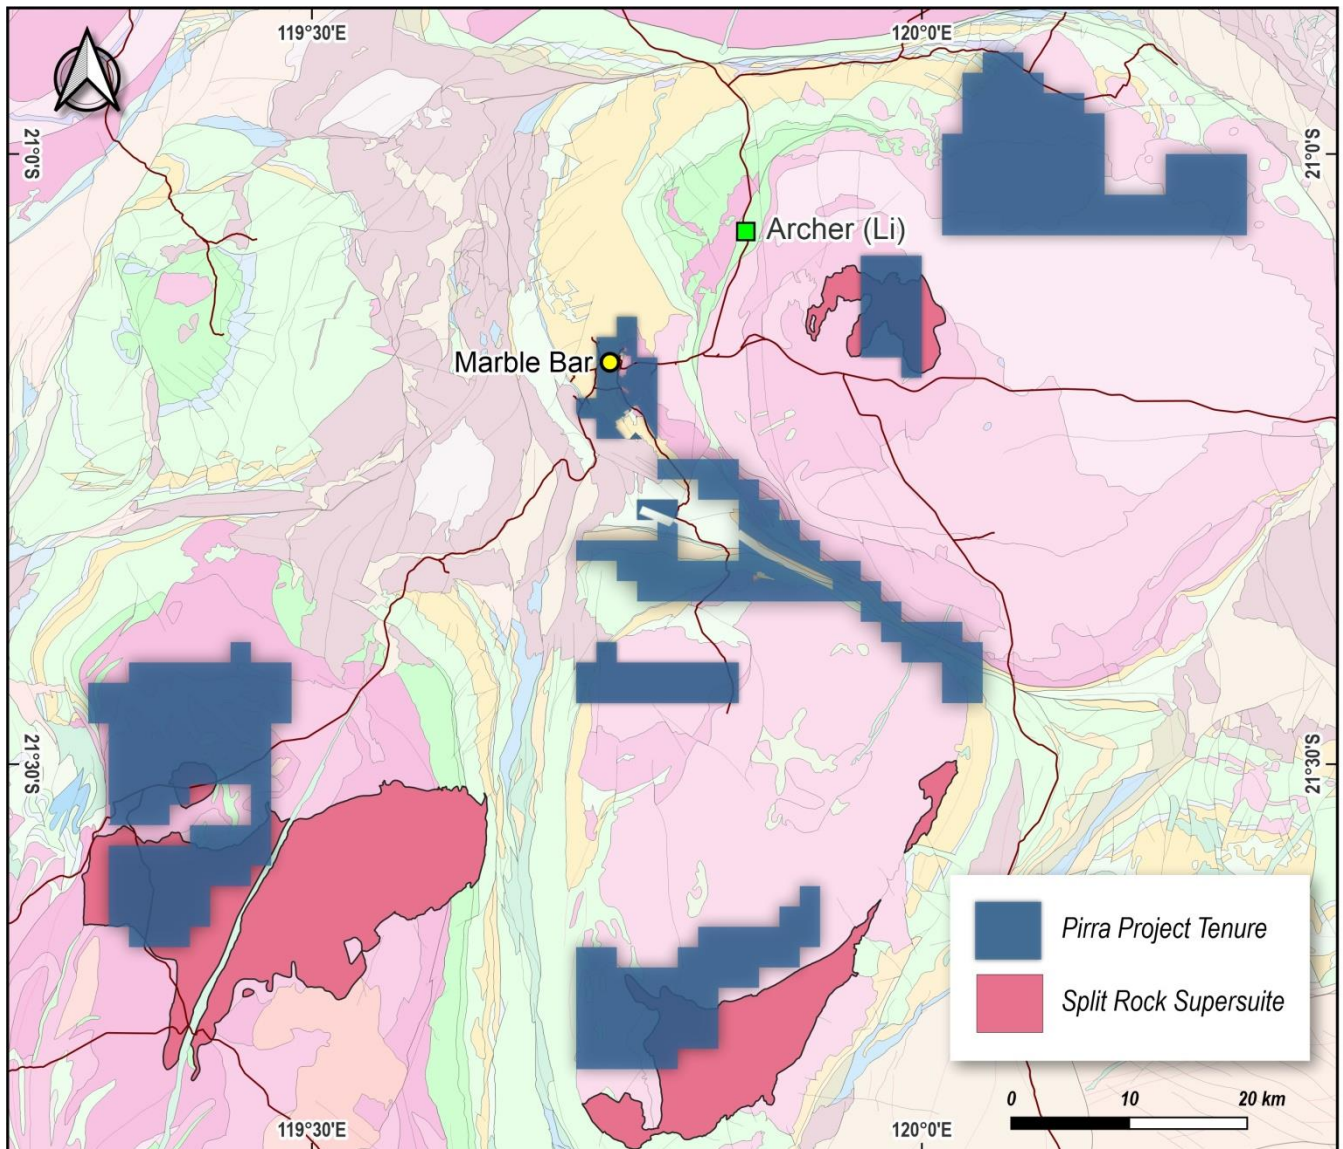 119°30'E
120°0'E
21°0'S
21°0'S
Archer (Li)
Marble Bar
21°30'S
21°30'S
Pirra Project Tenure
Split Rock Supersuite
0 10 20 km
119°30'E
120°0'E